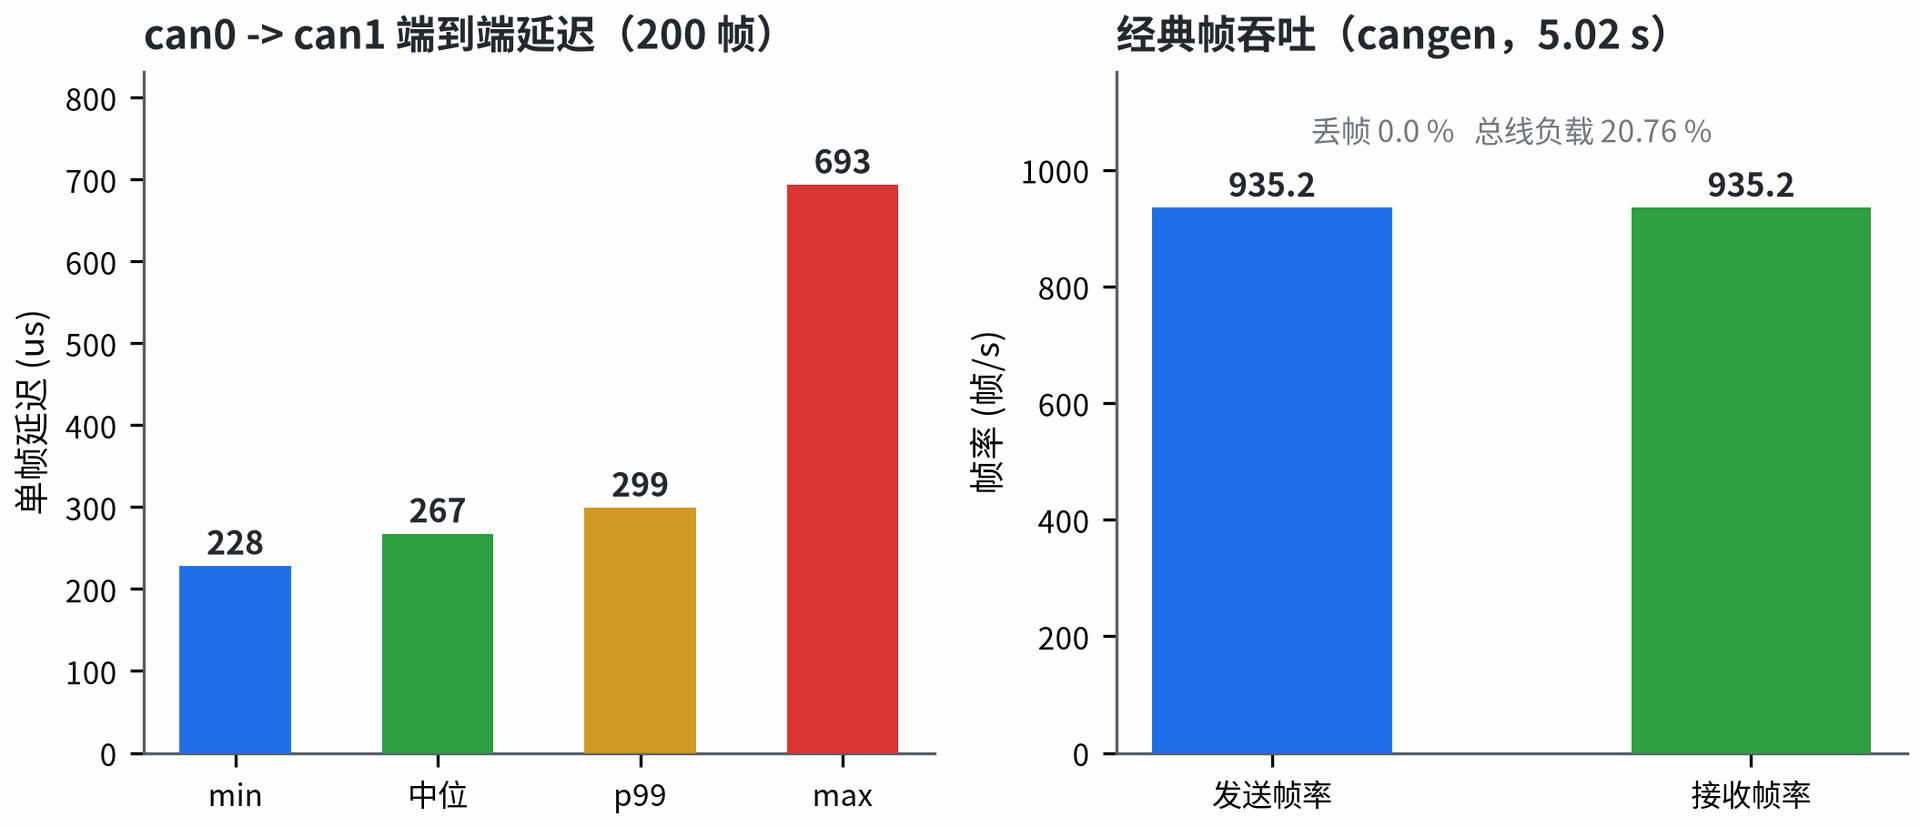 can0 -> can1 端到端延迟（200 帧）
单帧延迟 (us)
800
700
600
500
400
300
200
100
0
228
267
299
693
min
中位
p99
max
经典帧吞吐（cangen，5.02 s）
丢帧 0.0 % 总线负载 20.76 %
帧率 (帧/s)
1000
800
600
400
200
0
935.2
935.2
发送帧率
接收帧率